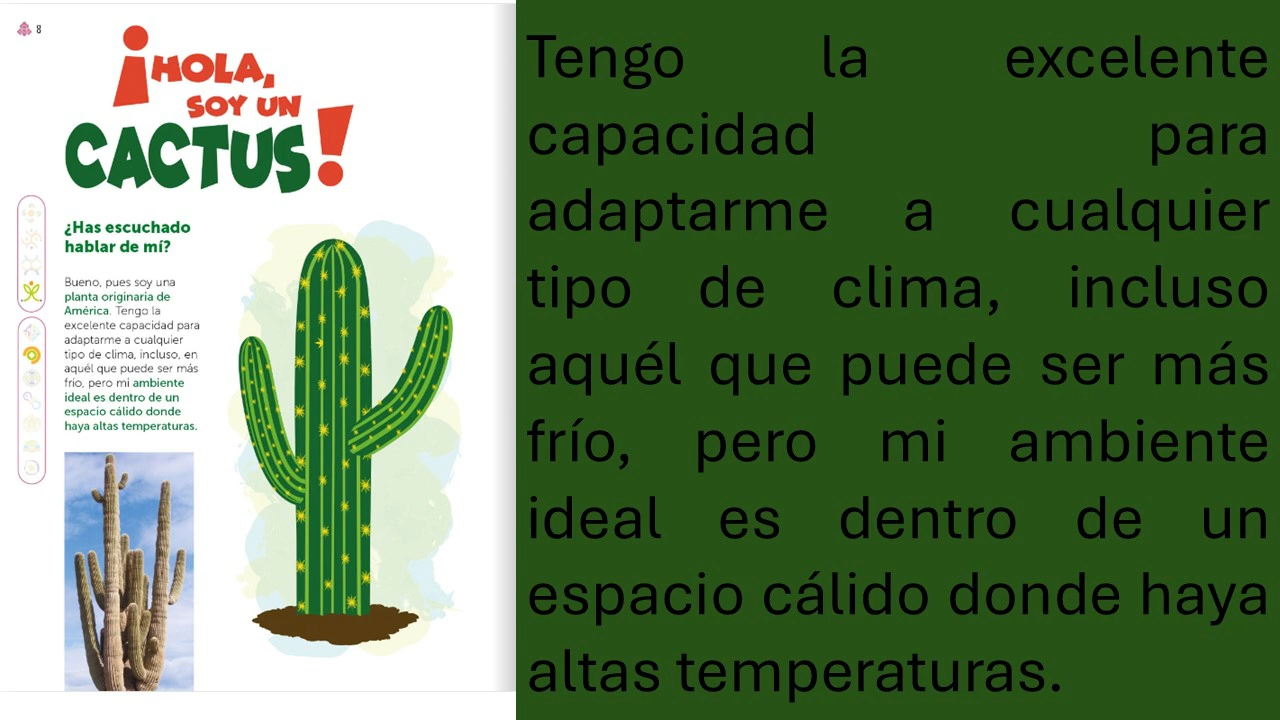 8
¡HOLA,
SOY UN
CACTUS!
¿Has escuchado
hablar de mí?
Bueno, pues soy una
planta originaria de
América. Tengo la
excelente capacidad para
adaptarme a cualquier
tipo de clima, incluso, en
aquél que puede ser más
frío, pero mi ambiente
ideal es dentro de un
espacio cálido donde
haya altas temperaturas.
Tengo la excelente
capacidad para
adaptarme a cualquier
tipo de clima, incluso
aquél que puede ser más
frío, pero mi ambiente
ideal es dentro de un
espacio cálido donde haya
altas temperaturas.